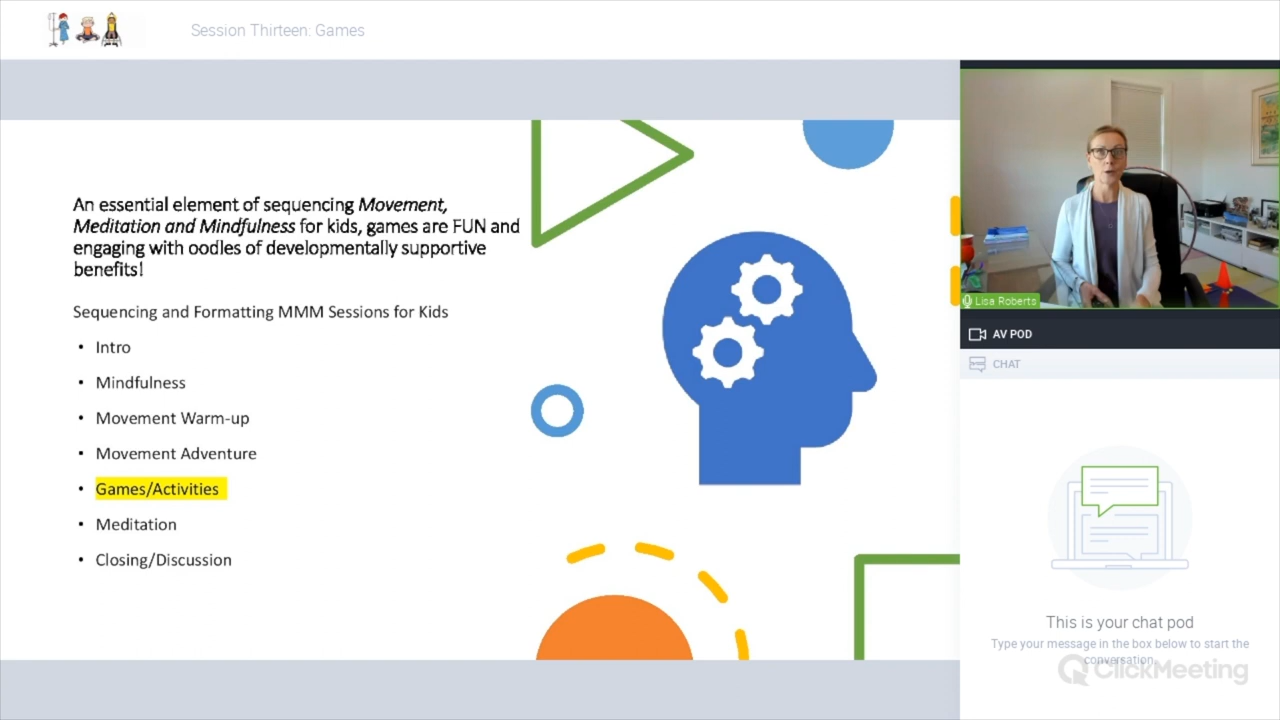 Session Thirteen: Games
An essential element of sequencing Movement,
Meditation and Mindfulness for kids, games are FUN and
engaging with oodles of developmentally supportive
benefits!
Sequencing and Formatting MMM Sessions for Kids
• Intro
• Mindfulness
• Movement Warm-up
• Movement Adventure
• Games/Activities
• Meditation
• Closing/Discussion
Lisa Roberts
AV POD
CHAT
This is your chat pod
Type your message in the box below to start the
conversation.
ClickMeeting